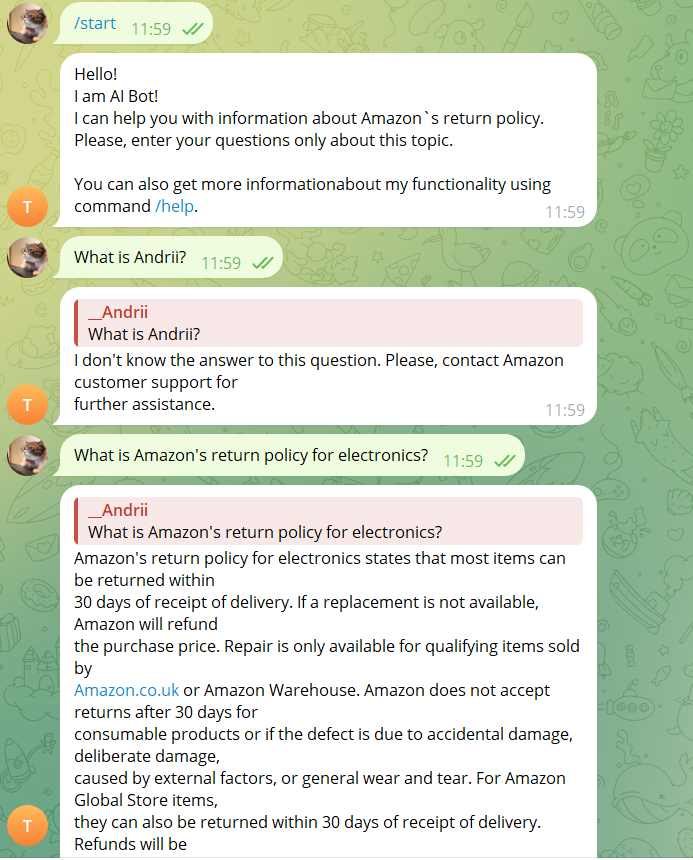 /start 11:59
Hello!
I am AI Bot!
I can help you with information about Amazon`s return policy.
Please, enter your questions only about this topic.
You can also get more informationabout my functionality using
command /help.
11:59
T
What is Andrii? 11:59
__Andrii
What is Andrii?
I don't know the answer to this question. Please, contact Amazon
customer support for
further assistance.
11:59
T
What is Amazon's return policy for electronics? 11:59
__Andrii
What is Amazon's return policy for electronics?
Amazon's return policy for electronics states that most items can
be returned within
30 days of receipt of delivery. If a replacement is not available,
Amazon will refund
the purchase price. Repair is only available for qualifying items sold
by
Amazon.co.uk or Amazon Warehouse. Amazon does not accept
returns after 30 days for
consumable products or if the defect is due to accidental damage,
deliberate damage,
caused by external factors, or general wear and tear. For Amazon
Global Store items,
they can also be returned within 30 days of receipt of delivery.
Refunds will be
T